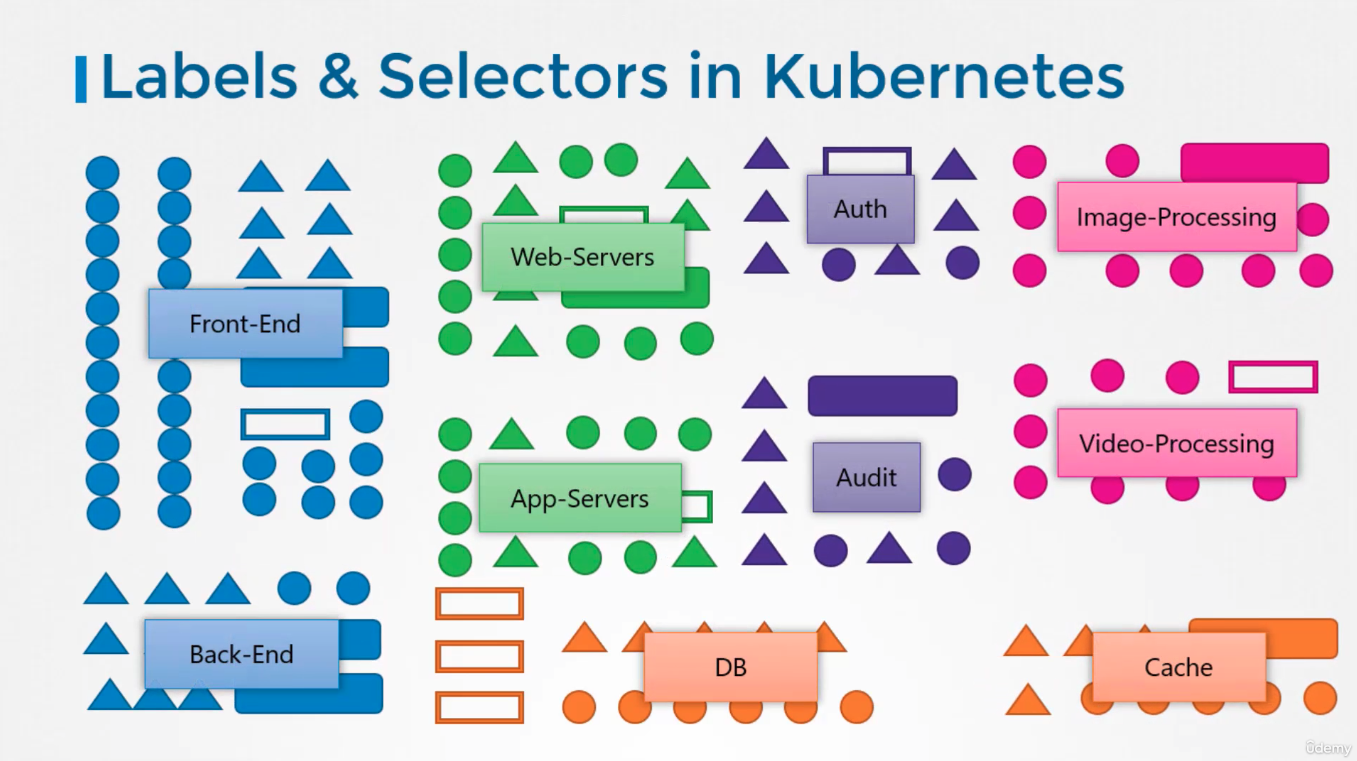 Labels & Selectors in Kubernetes
Front-End
Web-Servers
Auth
Image-Processing
App-Servers
Audit
Video-Processing
Back-End
DB
Cache
ûdemy